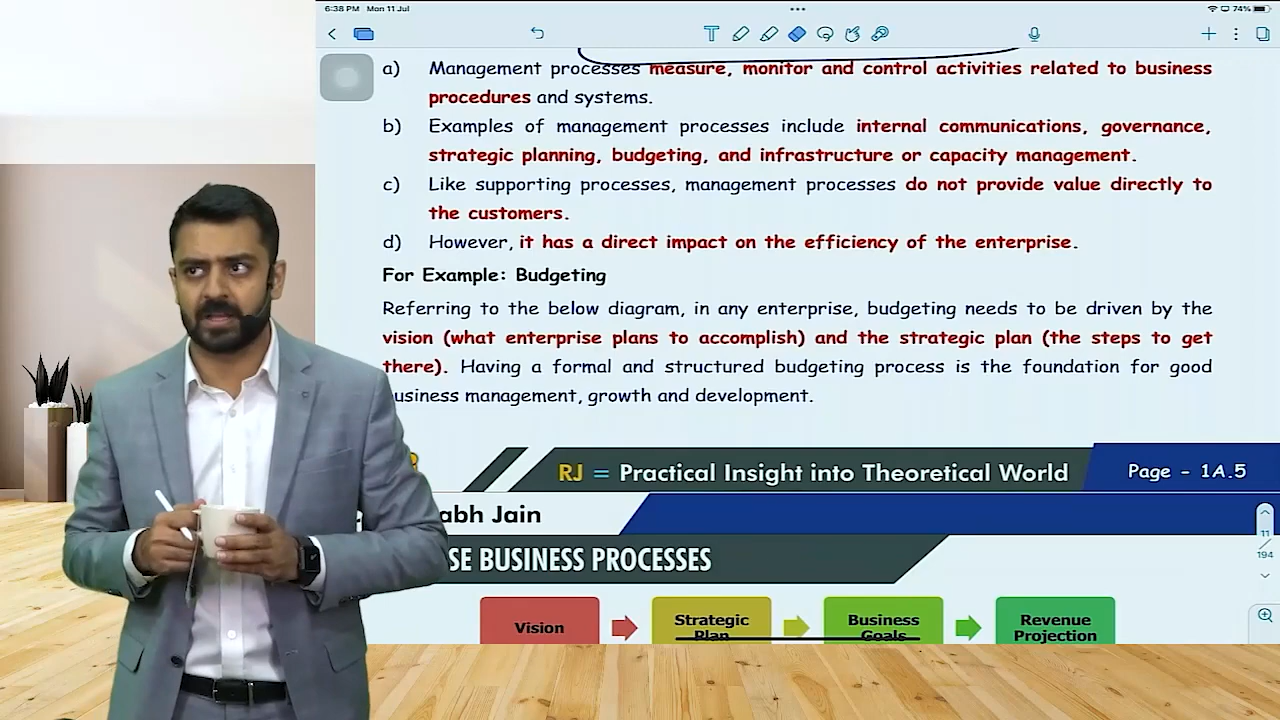 6:38 PM Mon 11 Jul
74%
a) Management processes measure, monitor and control activities related to business
procedures and systems.
b) Examples of management processes include internal communications, governance,
strategic planning, budgeting, and infrastructure or capacity management.
c) Like supporting processes, management processes do not provide value directly to
the customers.
d) However, it has a direct impact on the efficiency of the enterprise.
For Example: Budgeting
Referring to the below diagram, in any enterprise, budgeting needs to be driven by the
vision (what enterprise plans to accomplish) and the strategic plan (the steps to get
there). Having a formal and structured budgeting process is the foundation for good
usiness management, growth and development.
RJ = Practical Insight into Theoretical World
Page - 1A.5
abh Jain
11
194
SE BUSINESS PROCESSES
Vision
Strategic
Plan
Business
Goals
Revenue
Projection